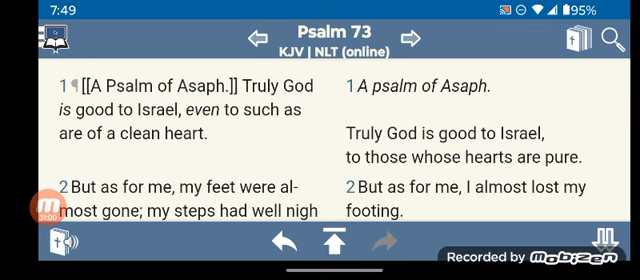 7:49
95%
Psalm 73
KJV | NLT (online)
1 ¶ [[A Psalm of Asaph.]] Truly God
is good to Israel, even to such as
are of a clean heart.
2 But as for me, my feet were al-
most gone; my steps had well nigh
1 A psalm of Asaph.
Truly God is good to Israel,
to those whose hearts are pure.
2 But as for me, I almost lost my
footing.
M
31:00
Recorded by mobizen